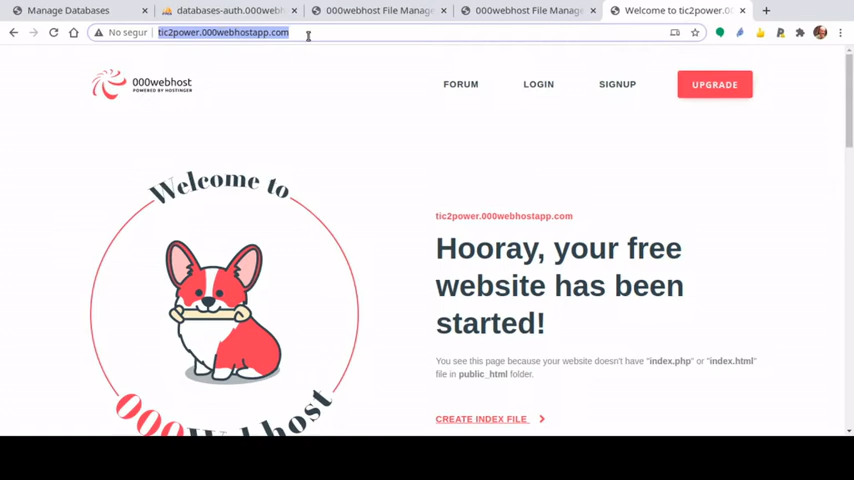 Manage Databases
databases-auth.000webh
000webhost File Manage
000webhost File Manage
Welcome to tic2power.00
No segur
tic2power.000webhostapp.com
000webhost
POWERED BY HOSTINGER
FORUM
LOGIN
SIGNUP
UPGRADE
Welcome to
000webhost
tic2power.000webhostapp.com
Hooray, your free
website has been
started!
You see this page because your website doesn't have "index.php" or "index.html"
file in public_html folder.
CREATE INDEX FILE